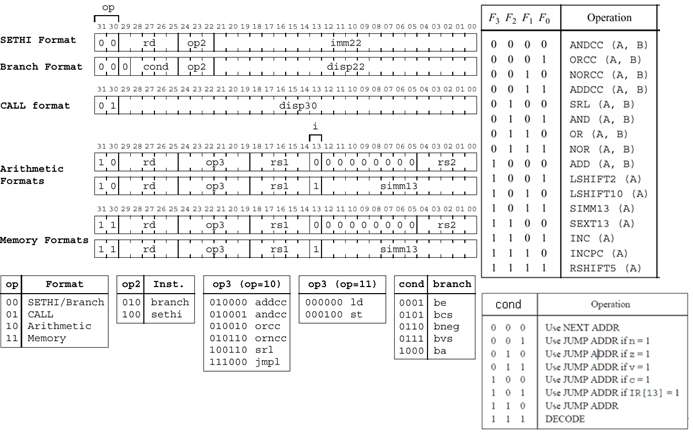 op
31 30 29 28 27 26 25 24 23 22 21 20 19 18 17 16 15 14 13 12 11 10 09 08 07 06 05 04 03 02 01 00
SETHI Format 0 0 rd op2 imm22
Branch Format 0 0 0 cond op2 disp22
31 30 29 28 27 26 25 24 23 22 21 20 19 18 17 16 15 14 13 12 11 10 09 08 07 06 05 04 03 02 01 00
CALL format 0 1 disp30
i
31 30 29 28 27 26 25 24 23 22 21 20 19 18 17 16 15 14 13 12 11 10 09 08 07 06 05 04 03 02 01 00
Arithmetic
Formats
1 0 rd op3 rs1 0 0 0 0 0 0 0 0 0 rs2
1 0 rd op3 rs1 1 simm13
31 30 29 28 27 26 25 24 23 22 21 20 19 18 17 16 15 14 13 12 11 10 09 08 07 06 05 04 03 02 01 00
Memory Formats
1 1 rd op3 rs1 0 0 0 0 0 0 0 0 0 rs2
1 1 rd op3 rs1 1 simm13
op Format
00 SETHI/Branch
01 CALL
10 Arithmetic
11 Memory
op2 Inst.
010 branch
100 sethi
op3 (op=10)
010000 addcc
010001 andcc
010010 orcc
010110 orncc
100110 srl
111000 jmpl
op3 (op=11)
000000 ld
000100 st
cond branch
0001 be
0101 bcs
0110 bneg
0111 bvs
1000 ba
F3 F2 F1 F0 Operation
0 0 0 0 ANDCC (A, B)
0 0 0 1 ORCC (A, B)
0 0 1 0 NORCC (A, B)
0 0 1 1 ADDCC (A, B)
0 1 0 0 SRL (A, B)
0 1 0 1 AND (A, B)
0 1 1 0 OR (A, B)
0 1 1 1 NOR (A, B)
1 0 0 0 ADD (A, B)
1 0 0 1 LSHIFT2 (A)
1 0 1 0 LSHIFT10 (A)
1 0 1 1 SIMM13 (A)
1 1 0 0 SEXT13 (A)
1 1 0 1 INC (A)
1 1 1 0 INCPC (A)
1 1 1 1 RSHIFT5 (A)
cond Operation
0 0 0 Use NEXT ADDR
0 0 1 Use JUMP ADDR if n = 1
0 1 0 Use JUMP ADDR if z = 1
0 1 1 Use JUMP ADDR if v = 1
1 0 0 Use JUMP ADDR if c = 1
1 0 1 Use JUMP ADDR if IR[13] = 1
1 1 0 Use JUMP ADDR
1 1 1 DECODE